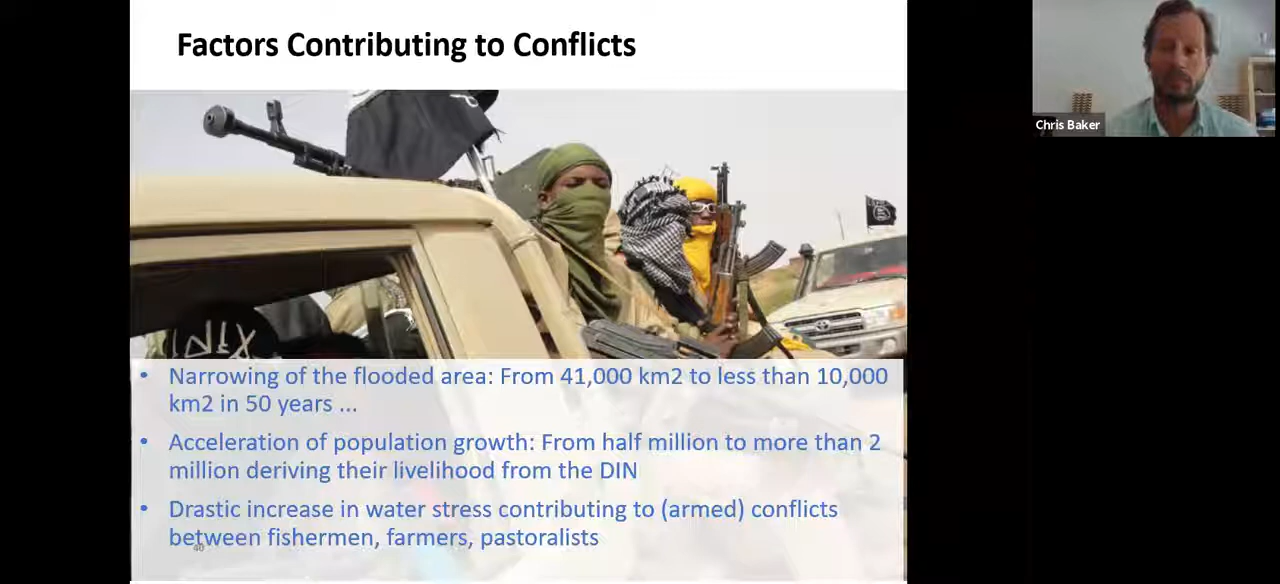 Factors Contributing to Conflicts
Chris Baker
• Narrowing of the flooded area: From 41,000 km2 to less than 10,000
km2 in 50 years ...
• Acceleration of population growth: From half million to more than 2
million deriving their livelihood from the DIN
• Drastic increase in water stress contributing to (armed) conflicts
between fishermen, farmers, pastoralists
40